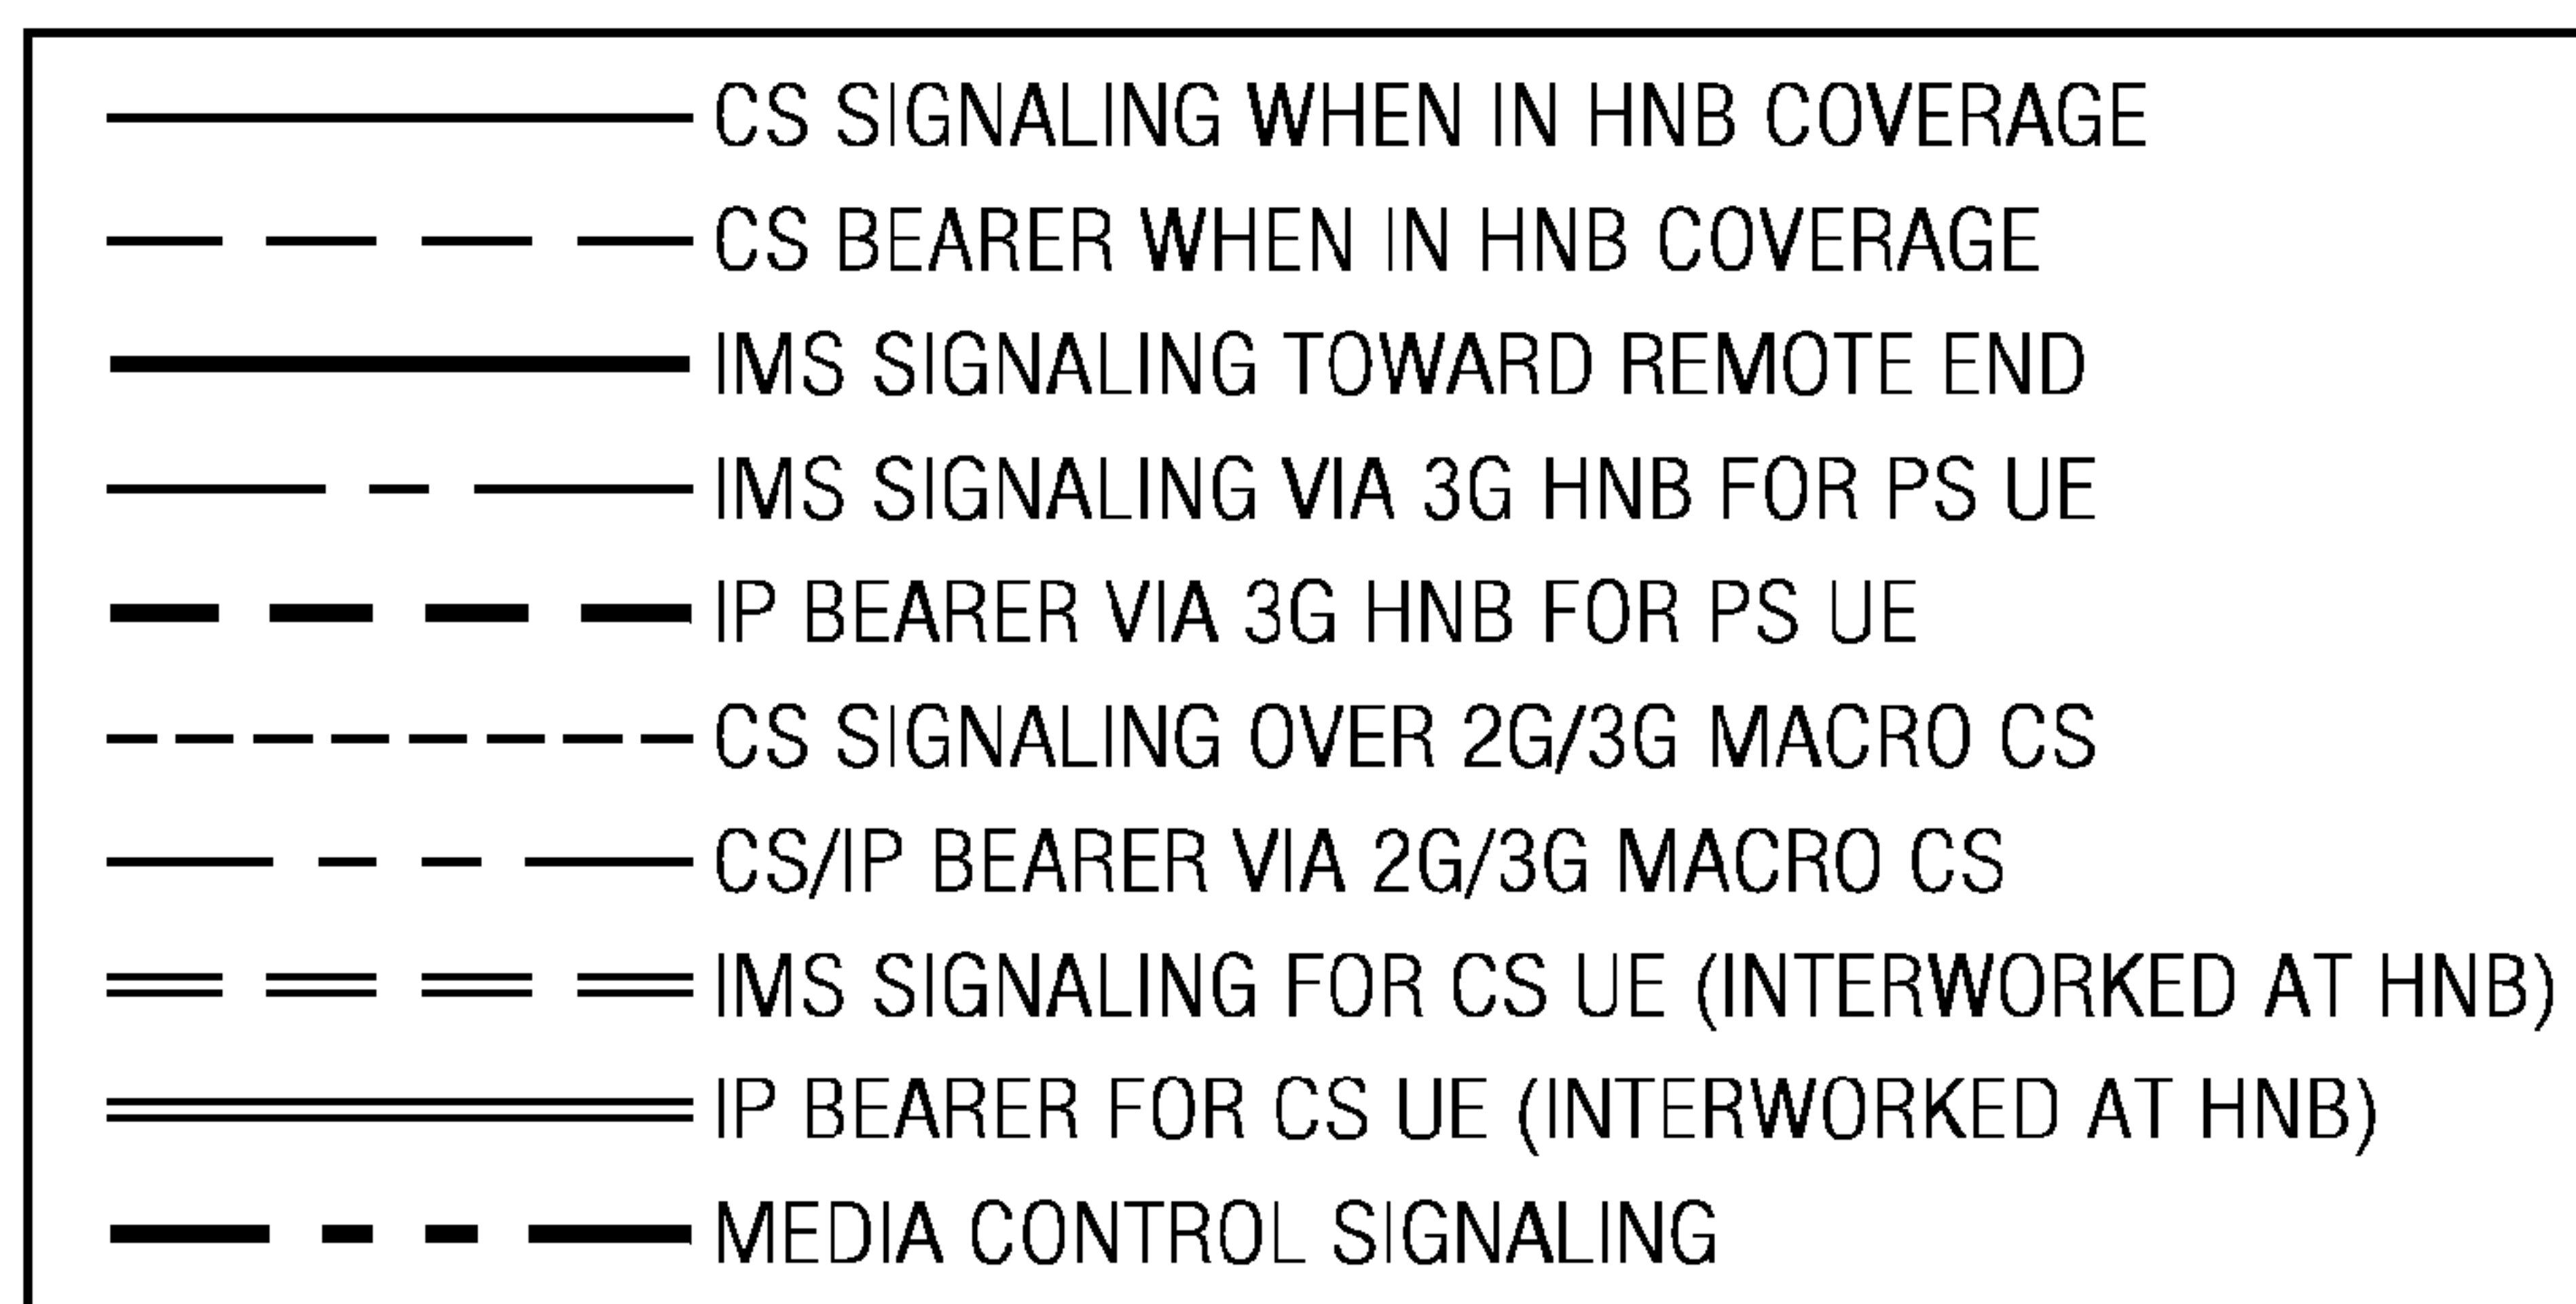 CS SIGNALING WHEN IN HNB COVERAGE
CS BEARER WHEN IN HNB COVERAGE
IMS SIGNALING TOWARD REMOTE END
IMS SIGNALING VIA 3G HNB FOR PS UE
IP BEARER VIA 3G HNB FOR PS UE
CS SIGNALING OVER 2G/3G MACRO CS
CS/IP BEARER VIA 2G/3G MACRO CS
IMS SIGNALING FOR CS UE (INTERWORKED AT HNB)
IP BEARER FOR CS UE (INTERWORKED AT HNB)
MEDIA CONTROL SIGNALING